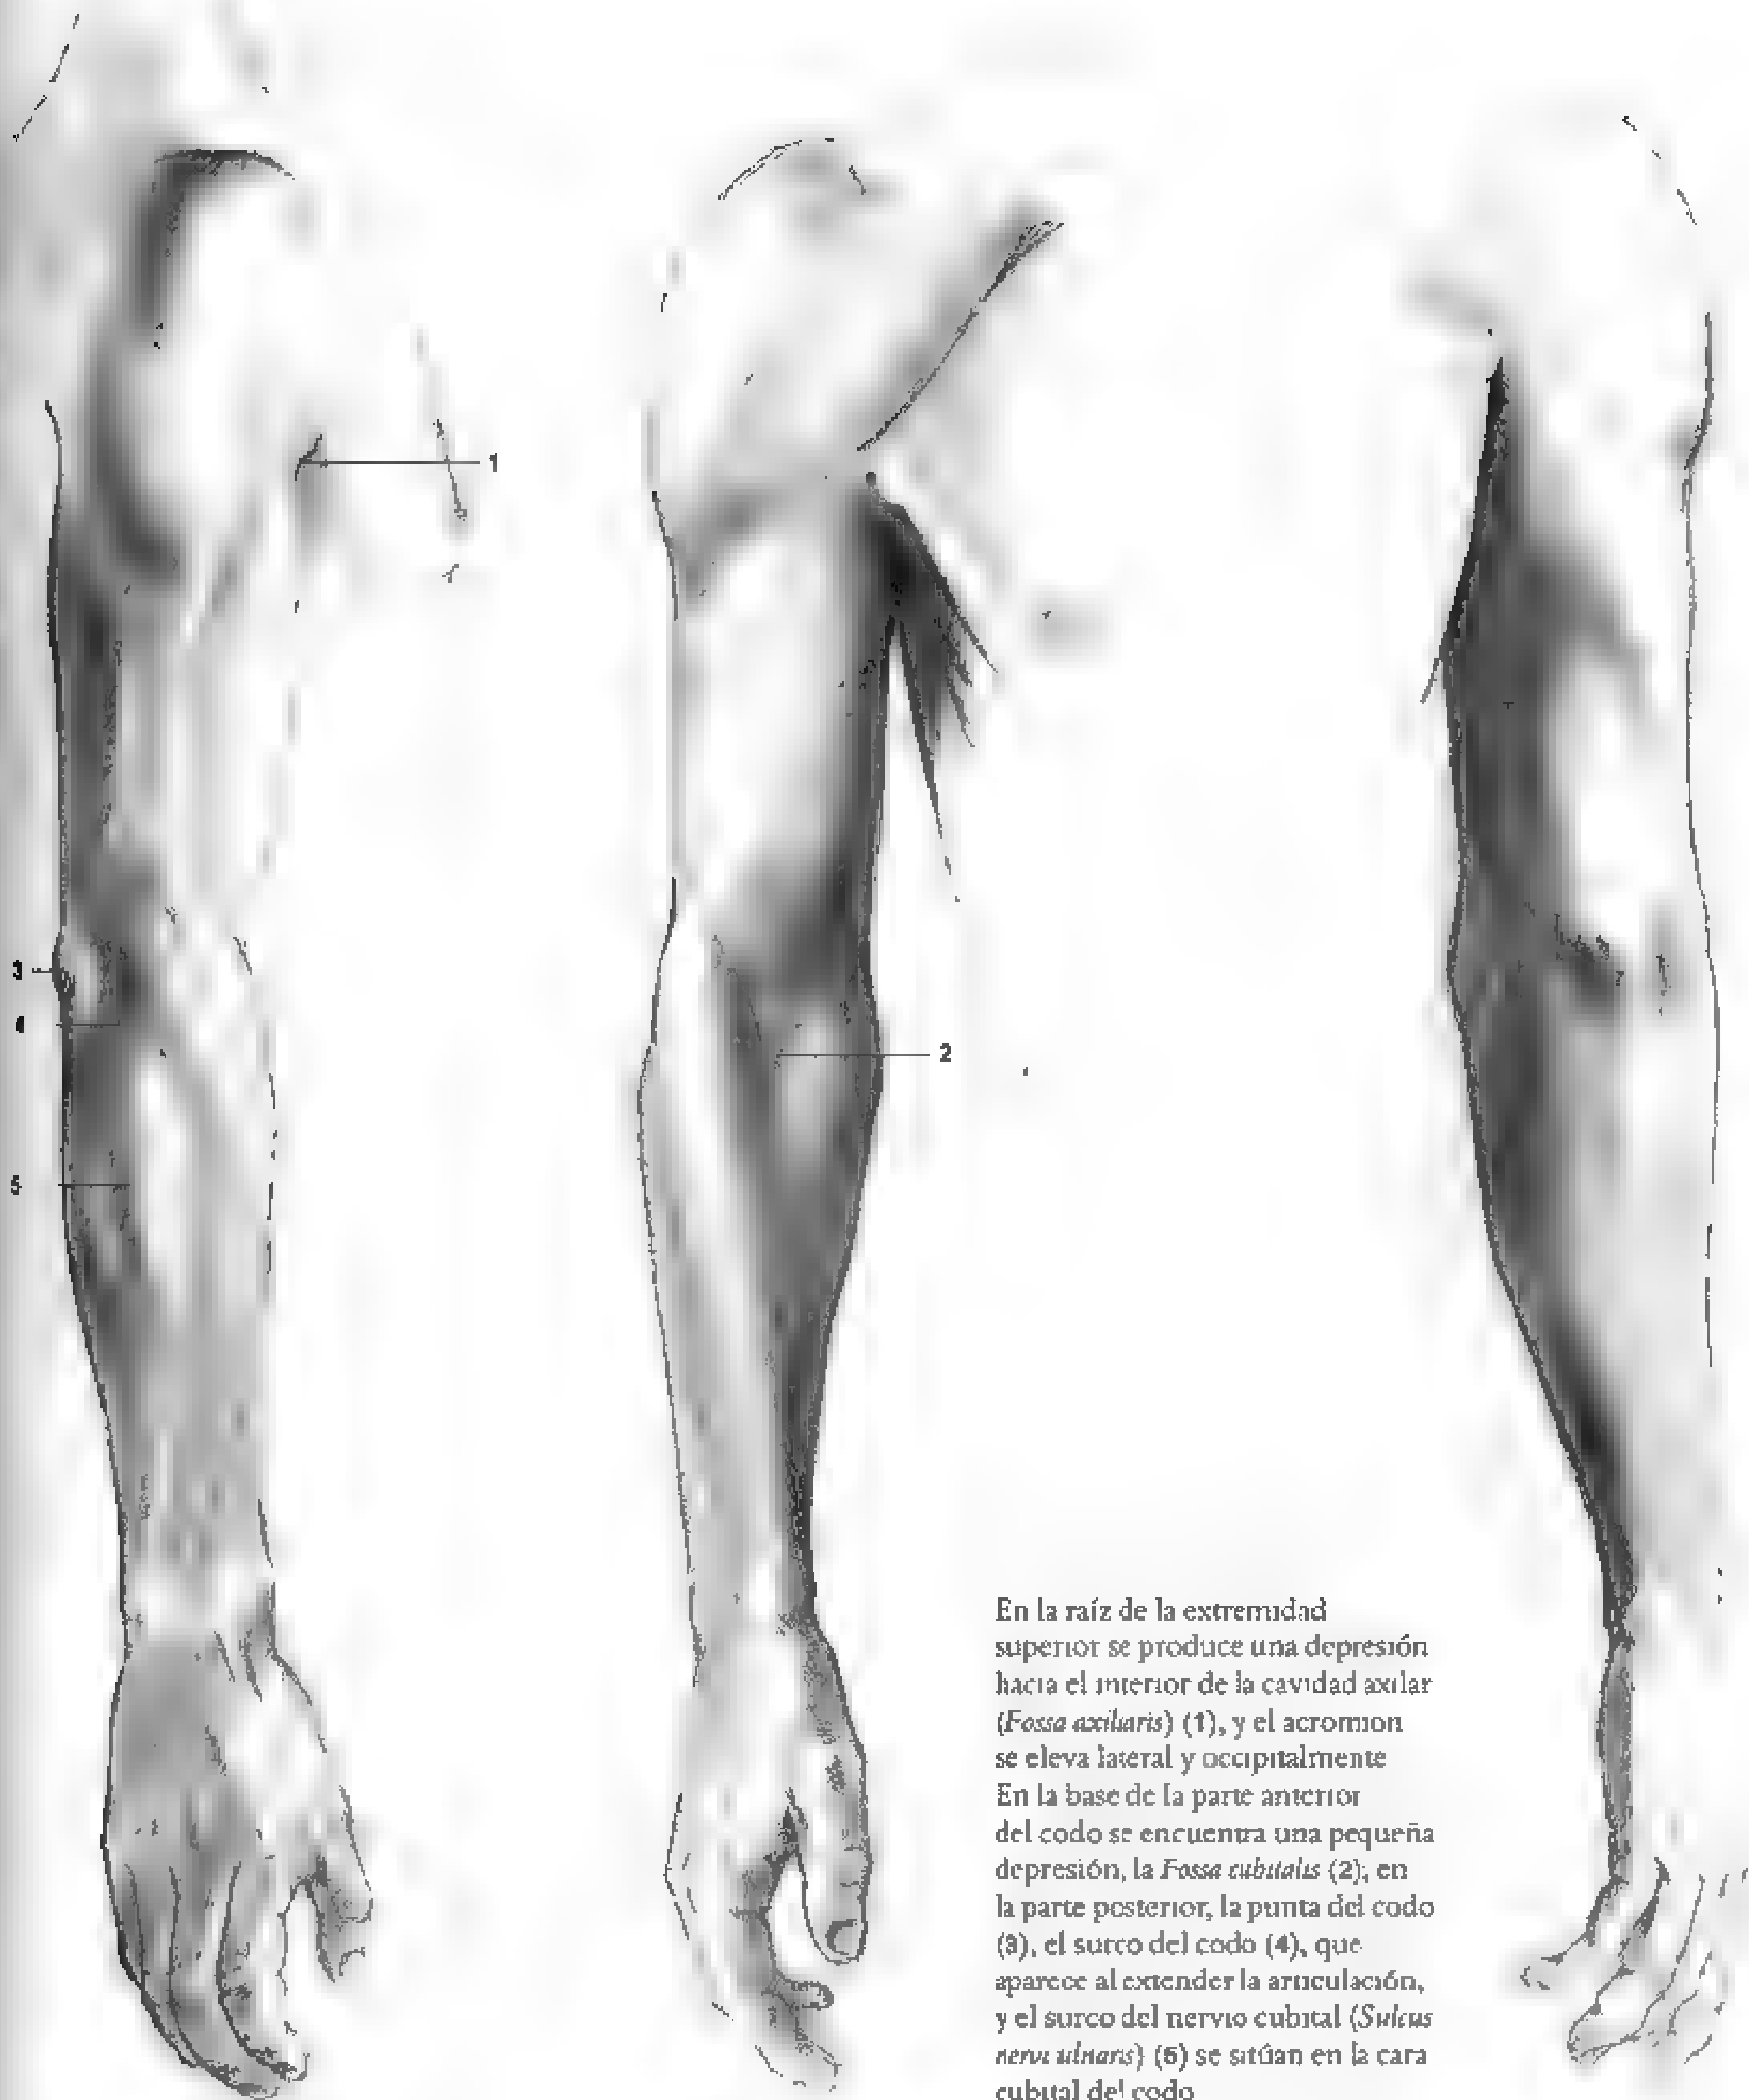 1
3
4
2
5
En la raíz de la extremidad
superior se produce una depresión
hacia el interior de la cavidad axilar
(Fossa axillaris) (1), y el acromion
se eleva lateral y occipitalmente
En la base de la parte anterior
del codo se encuentra una pequeña
depresión, la Fossa cubitalis (2); en
la parte posterior, la punta del codo
(3), el surco del codo (4), que
aparece al extender la articulación,
y el surco del nervio cubital (Sulcus
nervi ulnaris) (5) se sitúan en la cara
cubital del codo